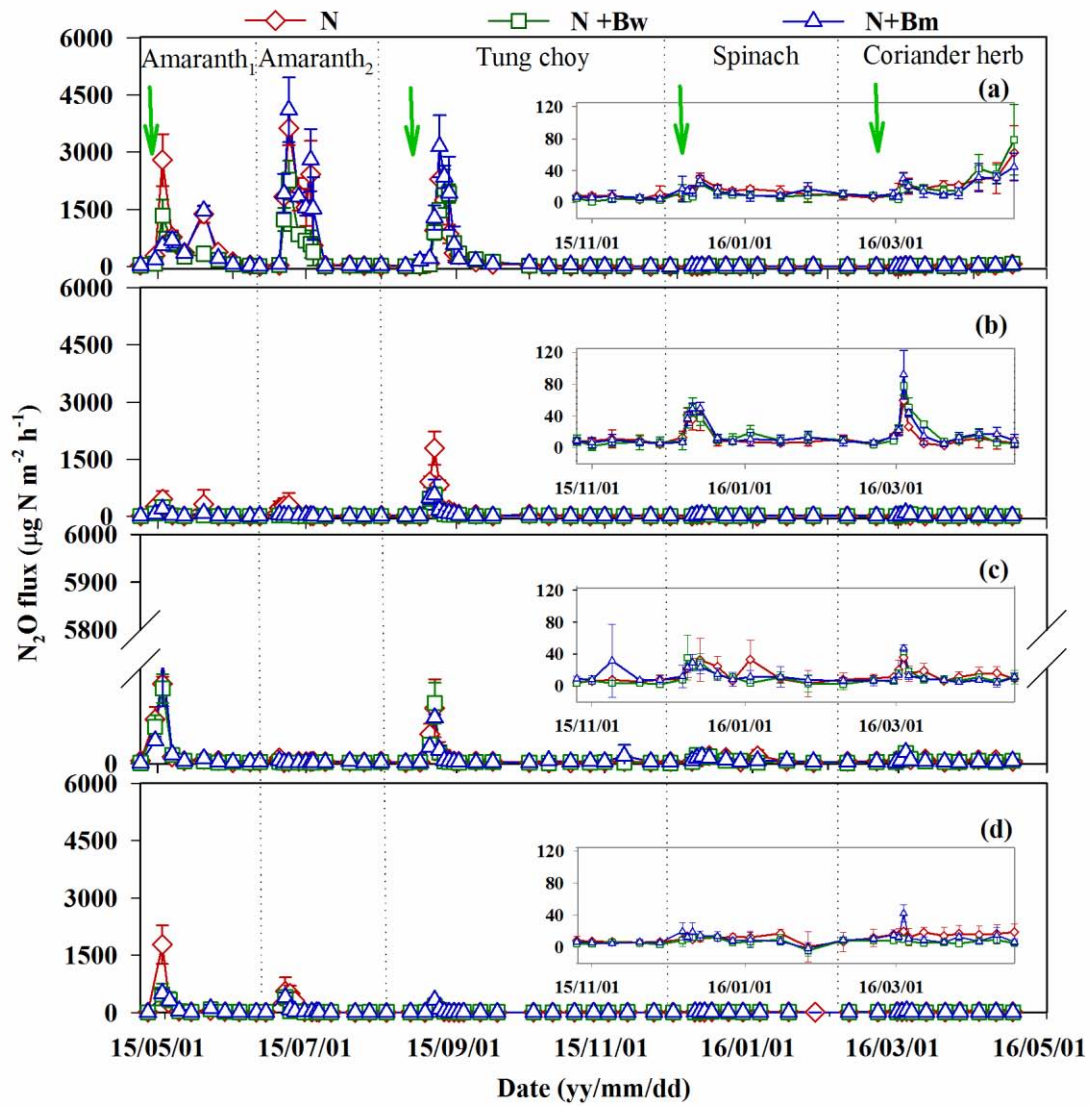 N N +Bw N+Bm
6000 Amaranth₁ Amaranth₂ Tung choy Spinach Coriander herb
(a)
4500
3000
1500
0
120
80
40
0
15/11/01 16/01/01 16/03/01
6000
(b)
4500
3000
1500
0
120
80
40
0
15/11/01 16/01/01 16/03/01
N₂O flux (µg N m⁻² h⁻¹)
6000
(c)
5900
5800
0
120
80
40
0
15/11/01 16/01/01 16/03/01
6000
(d)
4500
3000
1500
0
120
80
40
0
15/11/01 16/01/01 16/03/01
15/05/01 15/07/01 15/09/01 15/11/01 16/01/01 16/03/01 16/05/01
Date (yy/mm/dd)